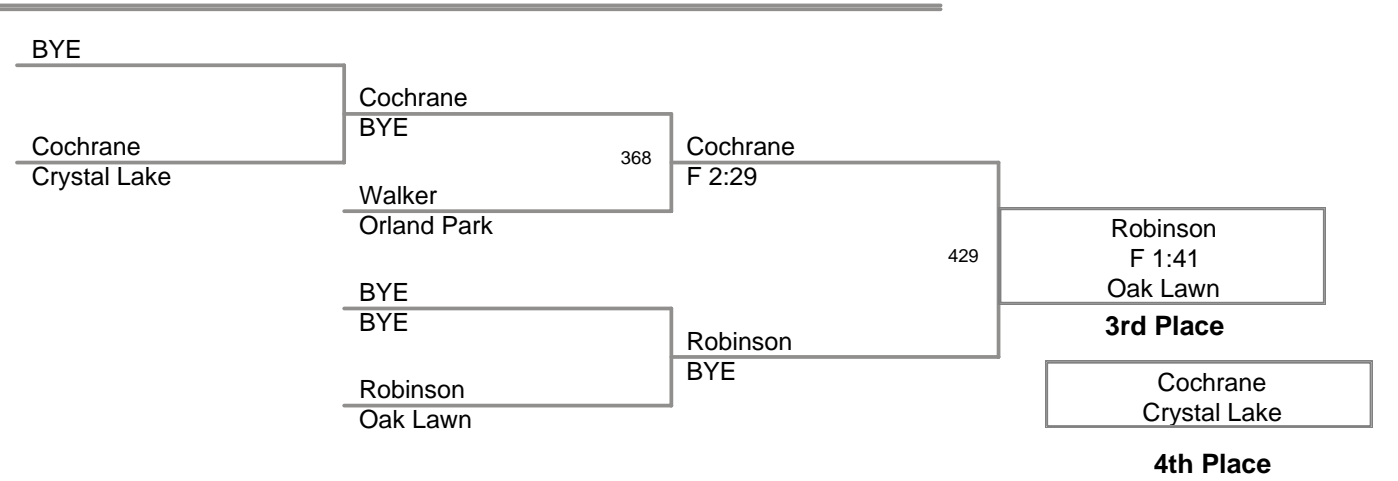 BYE
Cochrane
Crystal Lake
Cochrane
BYE
Walker
Orland Park
BYE
BYE
Robinson
Oak Lawn
368
Cochrane
F 2:29
Robinson
BYE
429
Robinson
F 1:41
Oak Lawn
3rd Place
Cochrane
Crystal Lake
4th Place